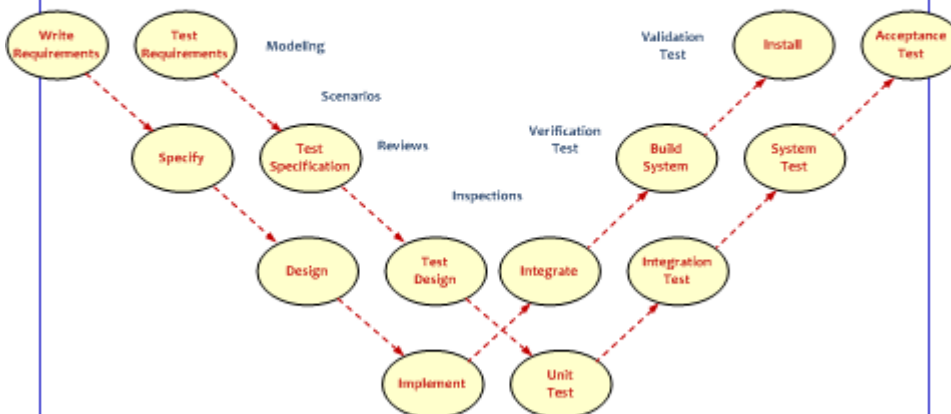 Write
Requirements
Test
Requirements
Modeling
Validation
Test
Install
Acceptance
Test
Scenarios
Specify
Test
Specification
Reviews
Verification
Test
Build
System
System
Test
Inspections
Design
Test
Design
Integrate
Integration
Test
Implement
Unit
Test